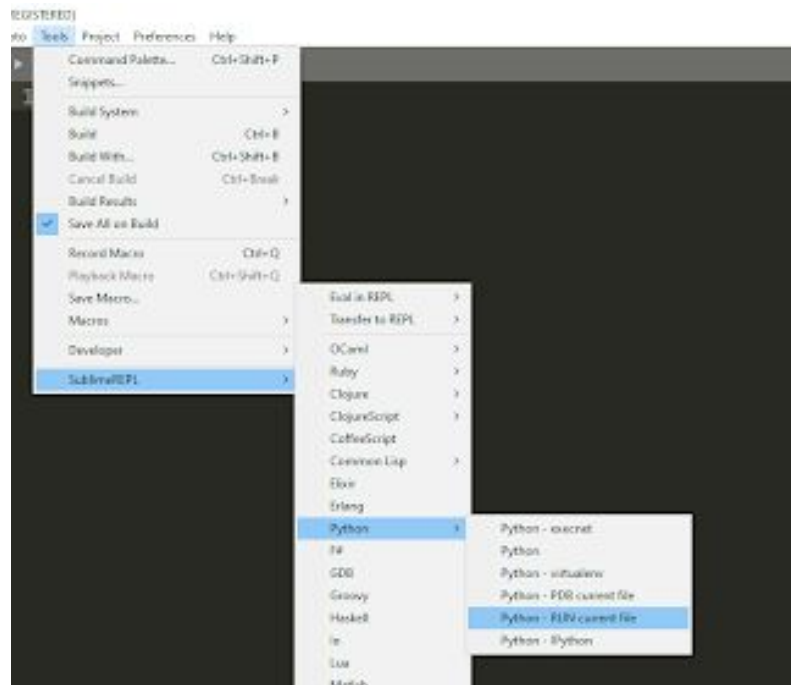 REGISTERED)
Tools Project Preferences Help
Command Palette... Ctrl+Shift+P
Snippets...
Build System
Build Ctrl+B
Build With... Ctrl+Shift+B
Cancel Build Ctrl+Break
Build Results
Save All on Build
Record Macro Ctrl+Q
Playback Macro Ctrl+Shift+Q
Save Macro...
Macros
Developer
SublimeREPL
Eval in REPL
Transfer to REPL
OCaml
Ruby
Clojure
ClojureScript
CoffeeScript
Common Lisp
Elixir
Erlang
Python
F#
GDB
Groovy
Haskell
Io
Lua
Matlab
Python - execnet
Python
Python - virtualenv
Python - PDB current file
Python - RUN current file
Python - IPython